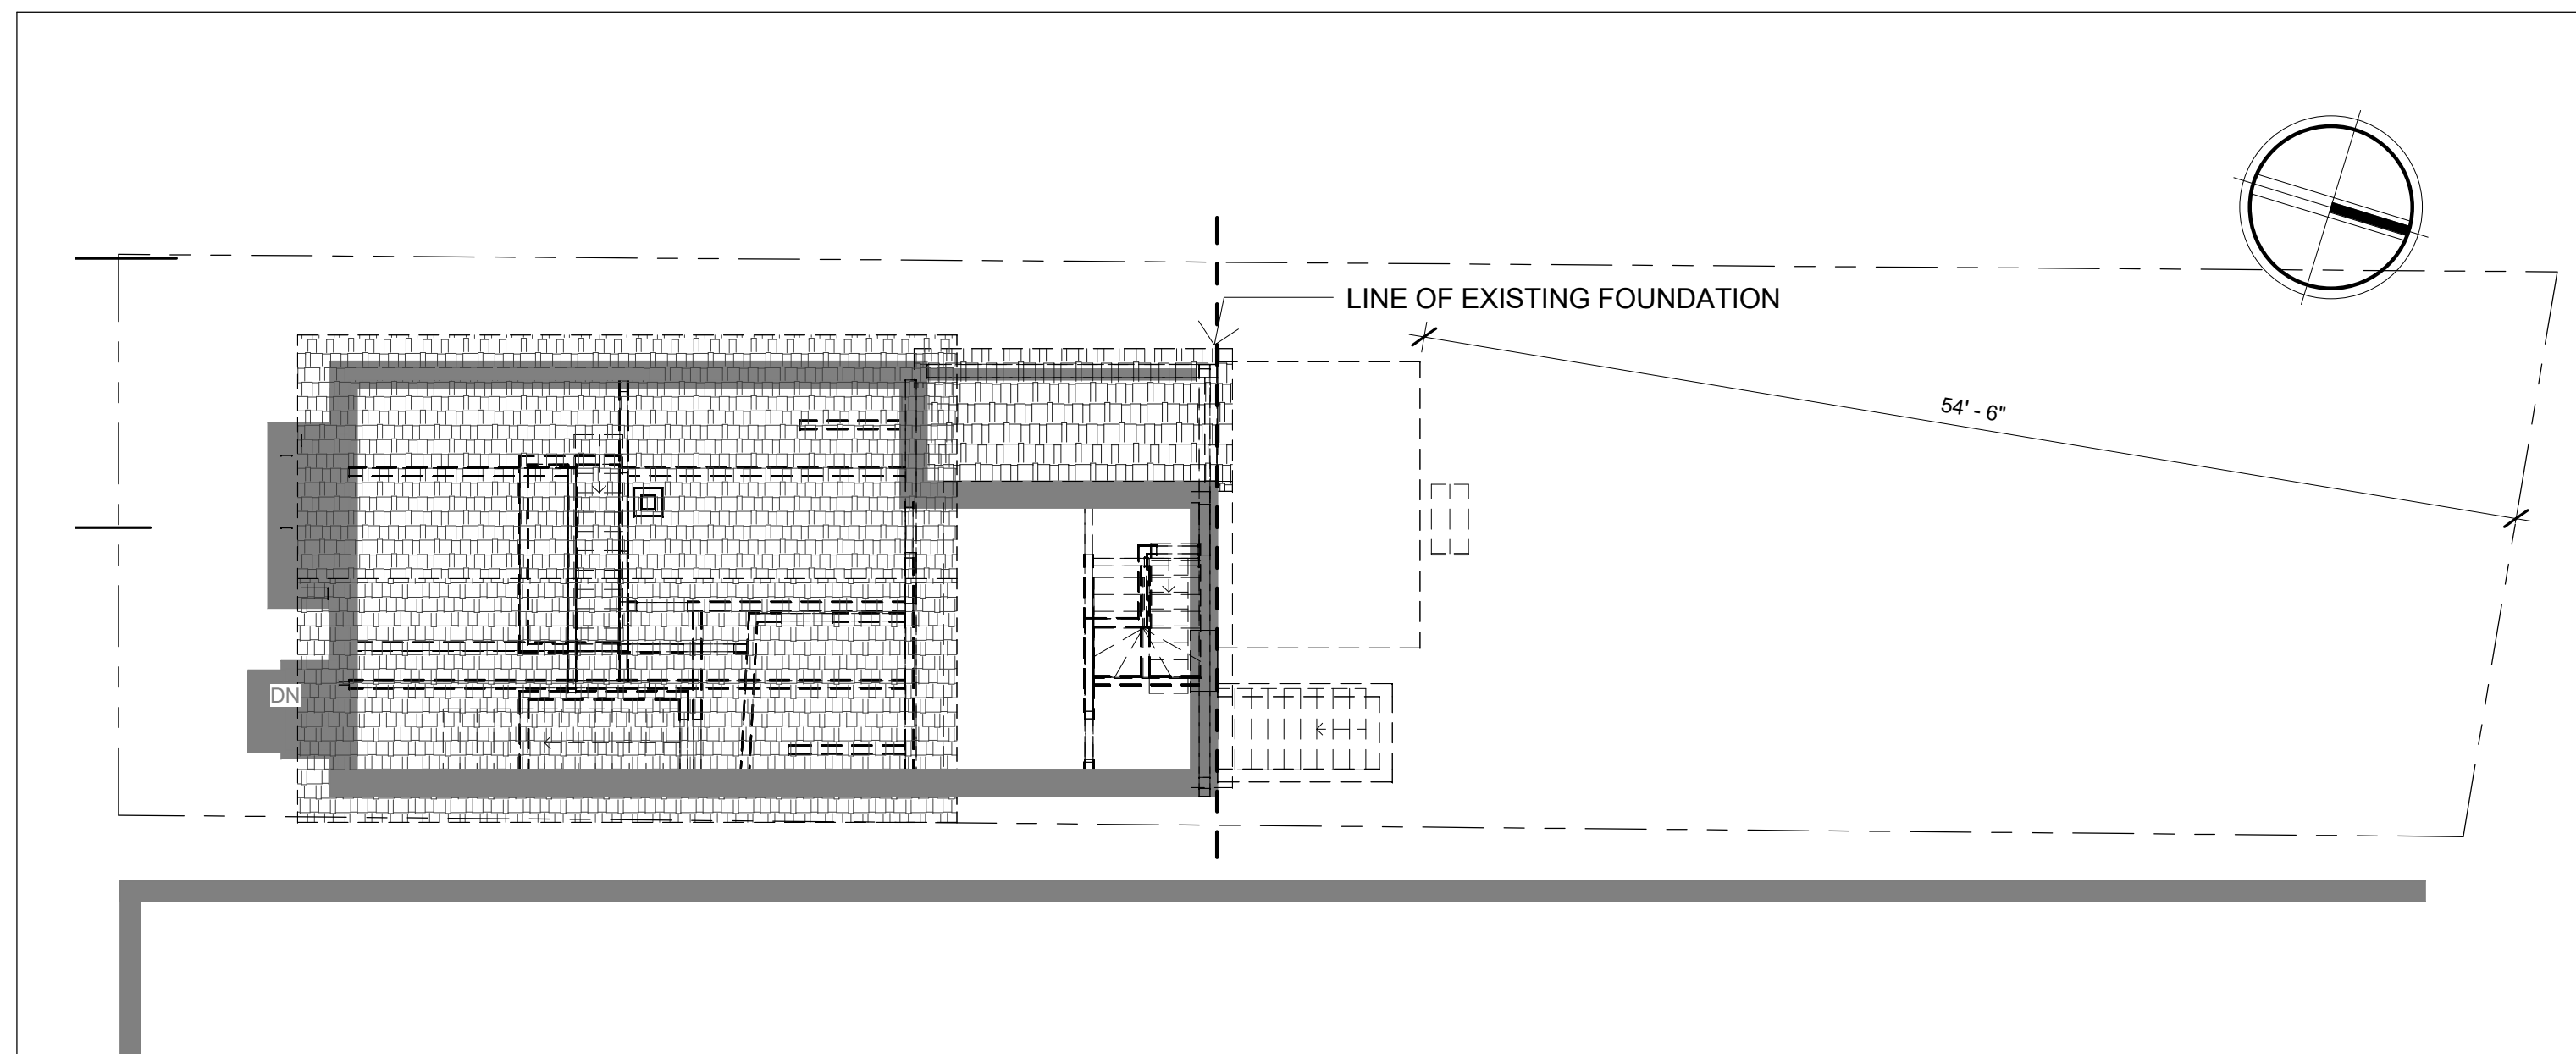 LINE OF EXISTING FOUNDATION
54' - 6"
DN